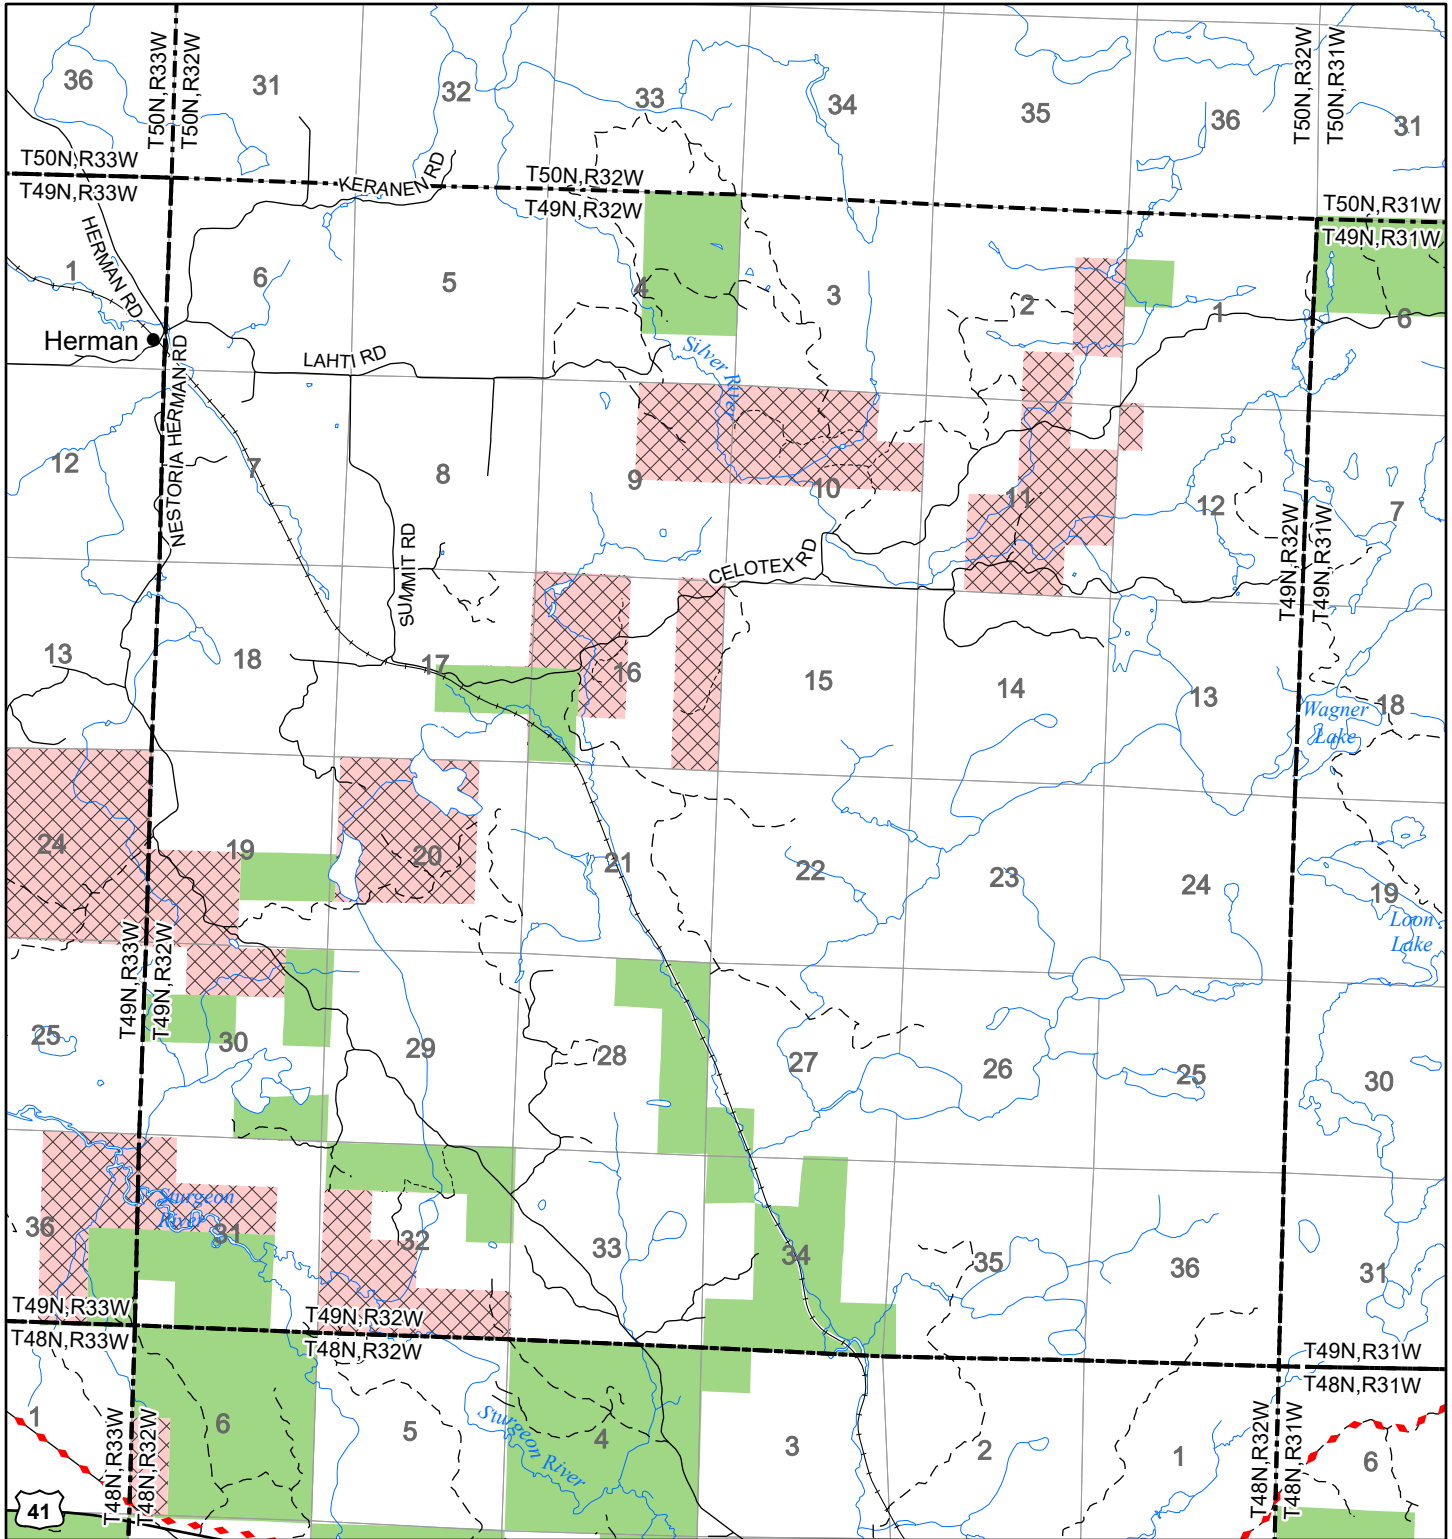 T50N,R33W
T50N,R32W
T50N,R32W
T50N,R31W
36
31
32
33
34
35
36
31
T50N,R33W
T49N,R33W
KERANEN RD
T50N,R32W
T49N,R32W
T50N,R31W
T49N,R31W
HERMAN RD
1
6
5
4
3
2
1
6
Herman
LAHTI RD
Silver River
NESTORIA HERMAN RD
12
7
8
9
10
11
12
7
SUMMIT RD
CELOTEX RD
T49N,R32W
T49N,R31W
13
18
17
16
15
14
13
18
Wagner
Lake
24
19
20
21
22
23
24
19
Loon
Lake
T49N,R33W
T49N,R32W
25
30
29
28
27
26
25
30
Sturgeon
River
36
31
32
33
34
35
36
31
T49N,R33W
T48N,R33W
T49N,R32W
T48N,R32W
T49N,R31W
T48N,R31W
1
6
5
4
3
2
1
6
Sturgeon River
T48N,R33W
T48N,R32W
T48N,R32W
T48N,R31W
41